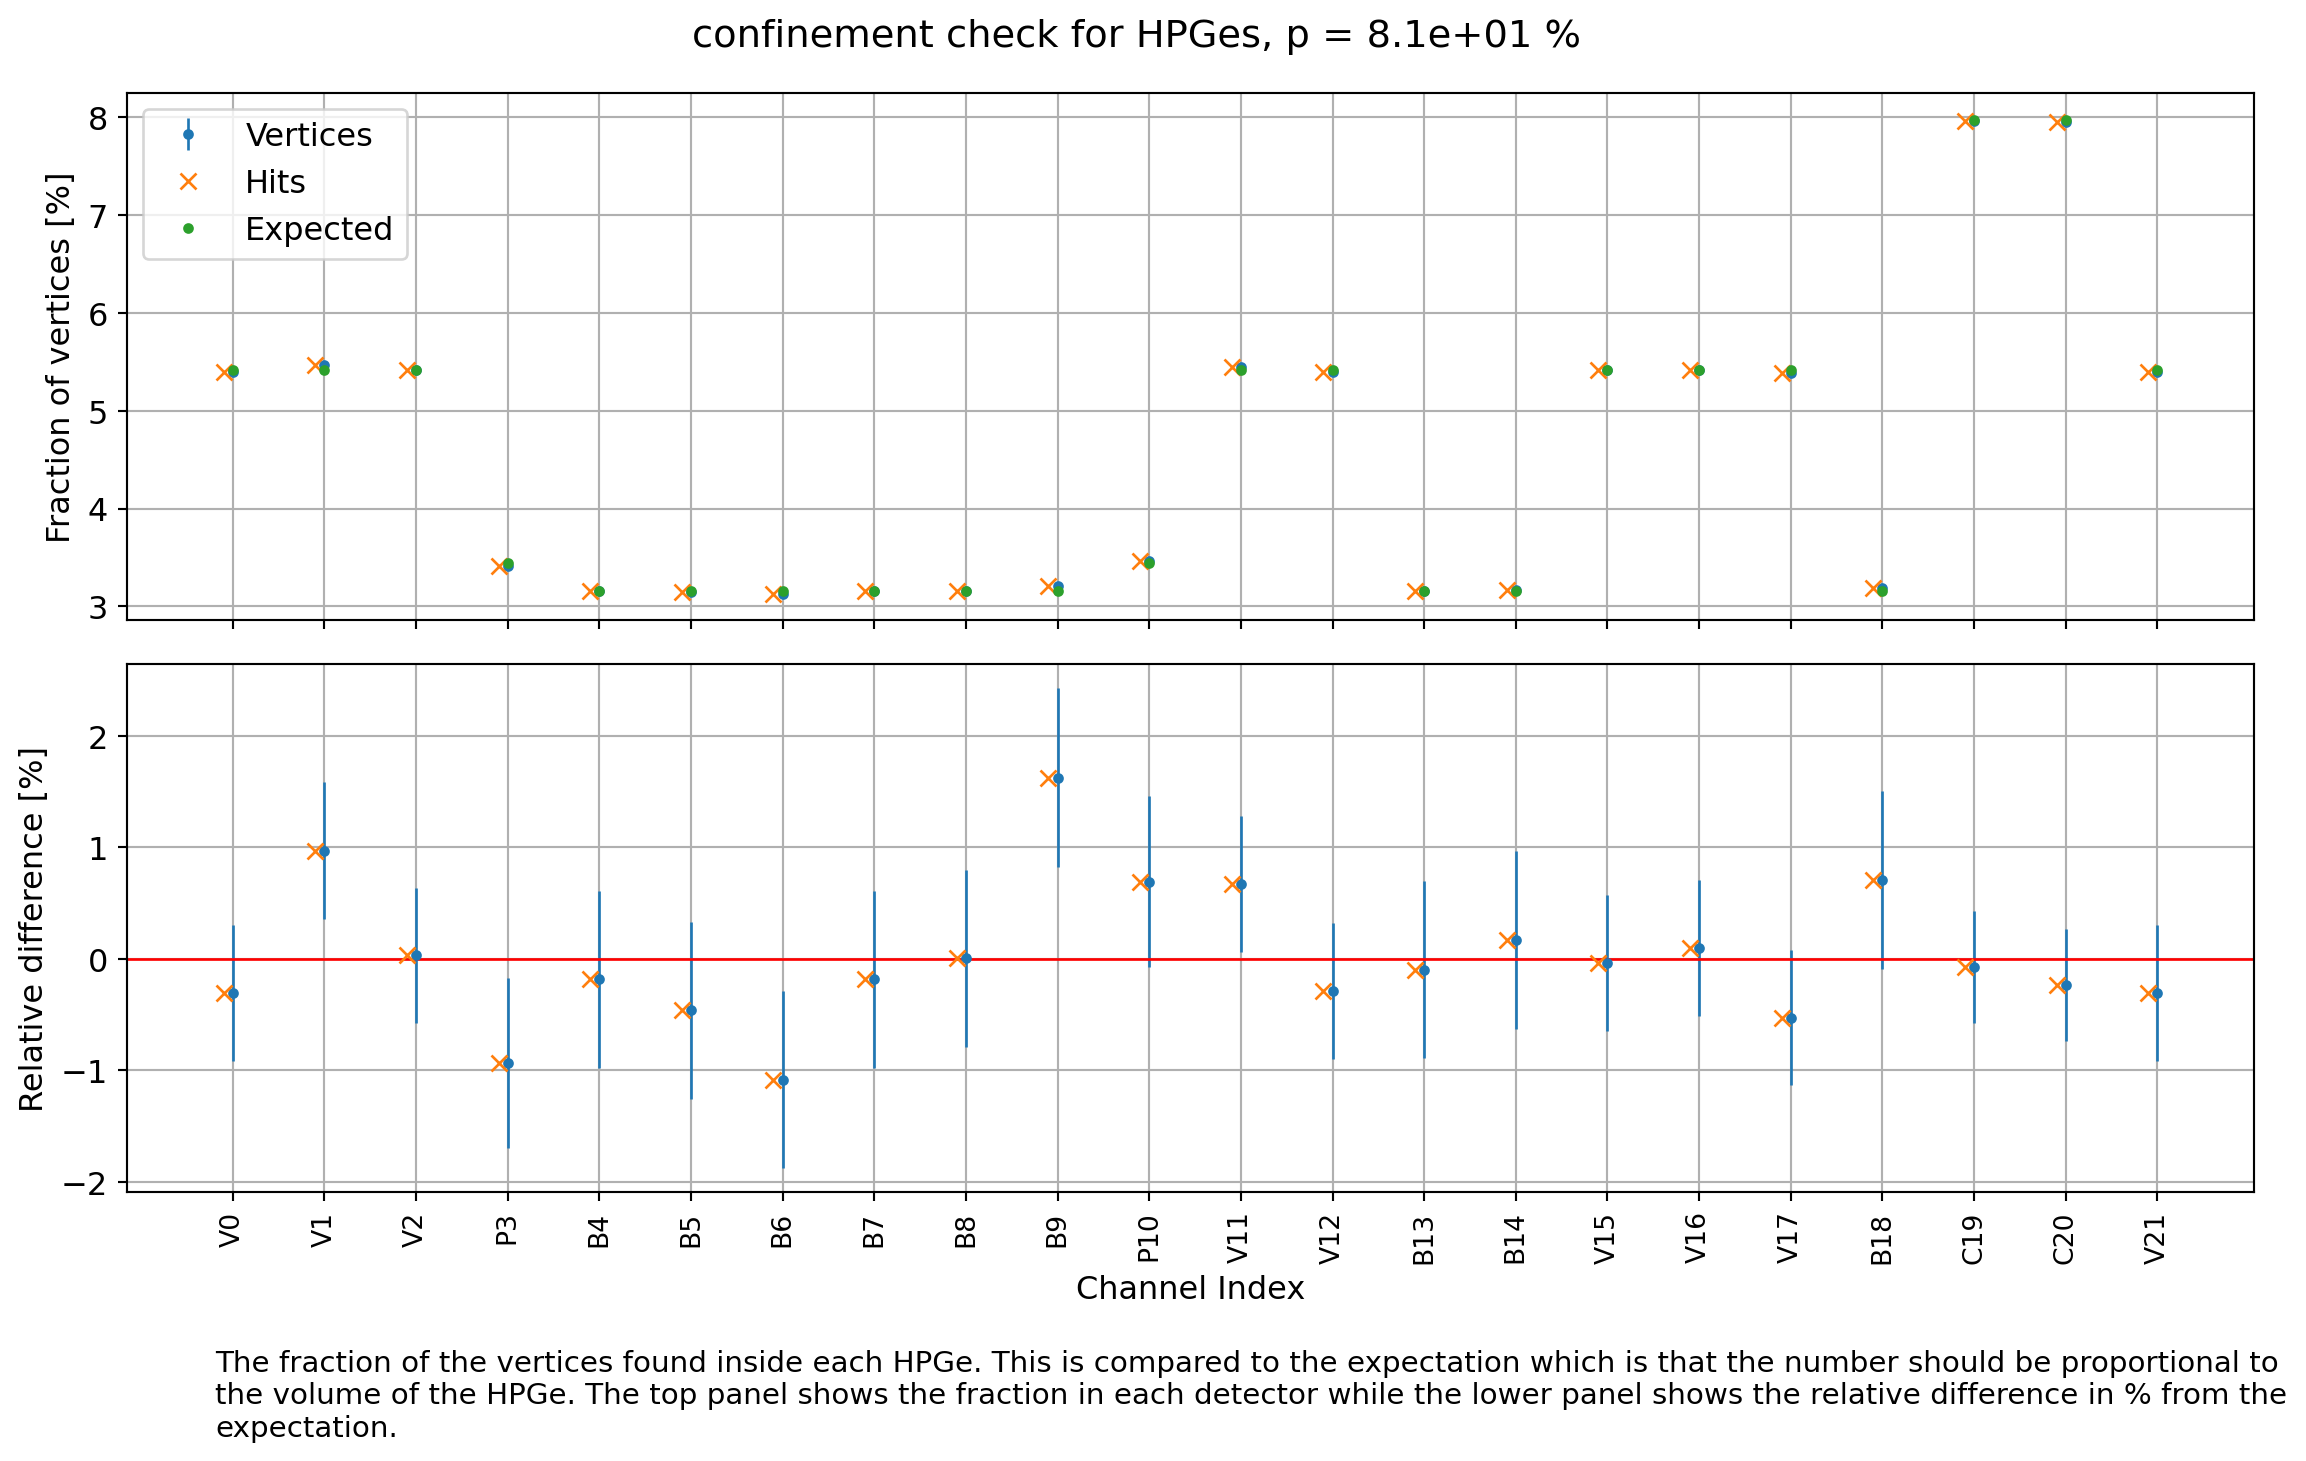 confinement check for HPGes, p = 8.1e+01 %
Vertices
Hits
Expected
Fraction of vertices [%]
8
7
6
5
4
3
Relative difference [%]
2
1
0
−1
−2
V0 V1 V2 P3 B4 B5 B6 B7 B8 B9 P10 V11 V12 B13 B14 V15 V16 V17 B18 C19 C20 V21
Channel Index
The fraction of the vertices found inside each HPGe. This is compared to the expectation which is that the number should be proportional to
the volume of the HPGe. The top panel shows the fraction in each detector while the lower panel shows the relative difference in % from the
expectation.